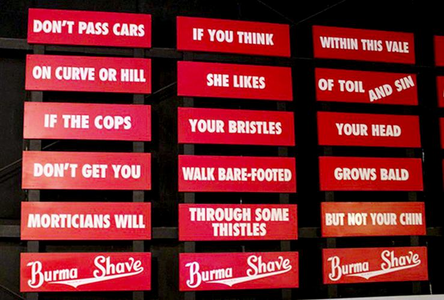 DON'T PASS CARS
ON CURVE OR HILL
IF THE COPS
DON'T GET YOU
MORTICIANS WILL
Burma Shave
IF YOU THINK
SHE LIKES
YOUR BRISTLES
WALK BARE-FOOTED
THROUGH SOME
THISTLES
Burma Shave
WITHIN THIS VALE
OF TOIL AND SIN
YOUR HEAD
GROWS BALD
BUT NOT YOUR CHIN
Burma Shave